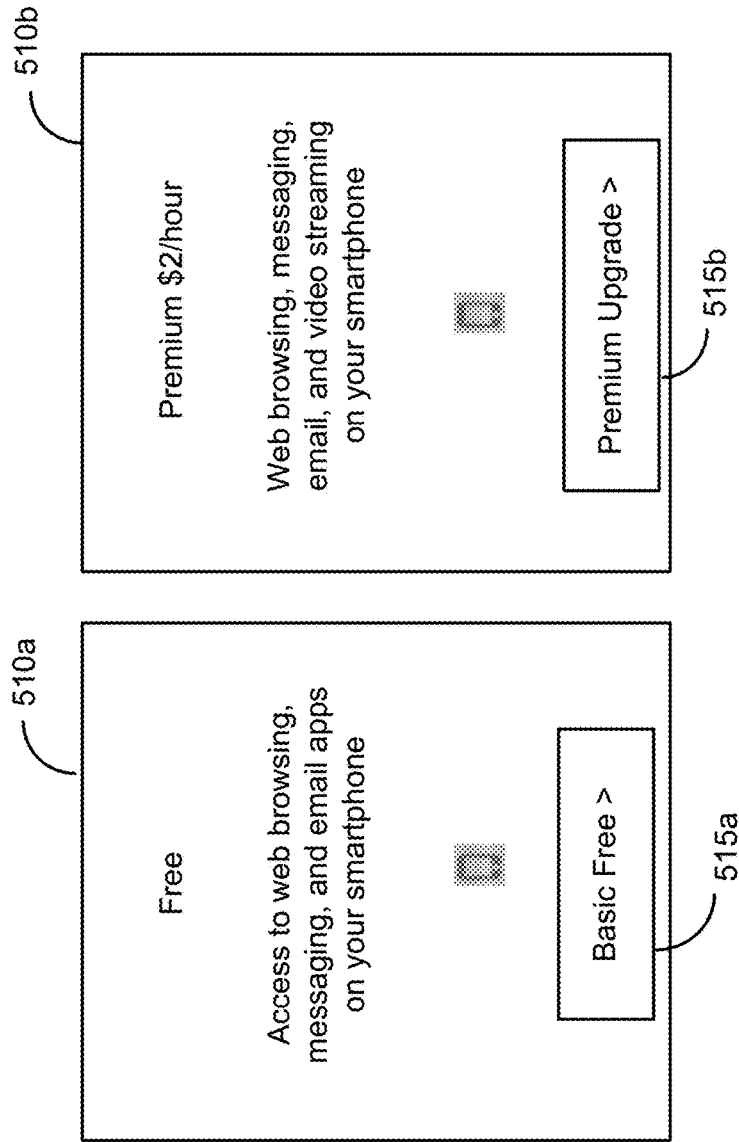 510a
Free
Access to web browsing,
messaging, and email apps
on your smartphone
Basic Free >
515a
510b
Premium $2/hour
Web browsing, messaging,
email, and video streaming
on your smartphone
Premium Upgrade >
515b